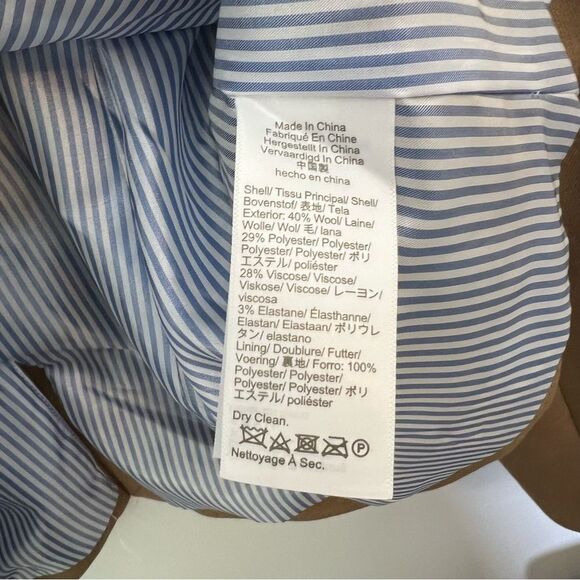 Made In China
Fabriqué En Chine
Hergestellt In China
Vervaardigd In China
中国製
hecho en china
Shell/ Tissu Principal/ Shell/
Bovenstof/ 表地/ Tela
Exterior: 40% Wool/ Laine/
Wolle/ Wol/ 毛/ lana
29% Polyester/ Polyester/
Polyester/ Polyester/ ポリ
エステル/ poliéster
28% Viscose/ Viscose/
Viskose/ Viscose/ レーヨン/
viscosa
3% Elastane/ Élasthanne/
Elastan/ Elastaan/ ポリウレ
タン/ elastano
Lining/ Doublure/ Futter/
Voering/ 裏地/ Forro: 100%
Polyester/ Polyester/
Polyester/ Polyester/ ポリ
エステル/ poliéster
Dry Clean.
P
Nettoyage À Sec.